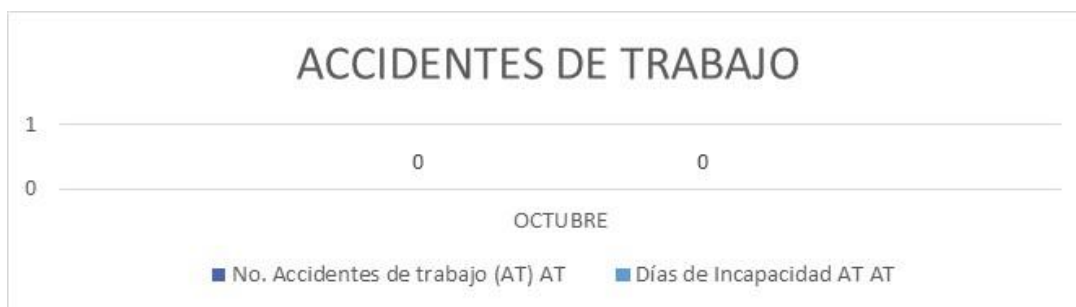 ACCIDENTES DE TRABAJO
1
0 0
0
OCTUBRE
No. Accidentes de trabajo (AT) AT Días de Incapacidad AT AT